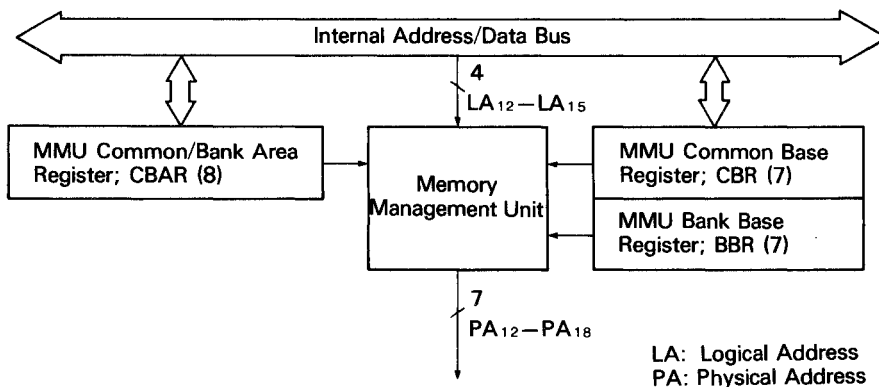 Internal Address/Data Bus
4
LA12—LA15
MMU Common/Bank Area
Register; CBAR (8)
Memory
Management Unit
MMU Common Base
Register; CBR (7)
MMU Bank Base
Register; BBR (7)
7
PA12—PA18
LA: Logical Address
PA: Physical Address